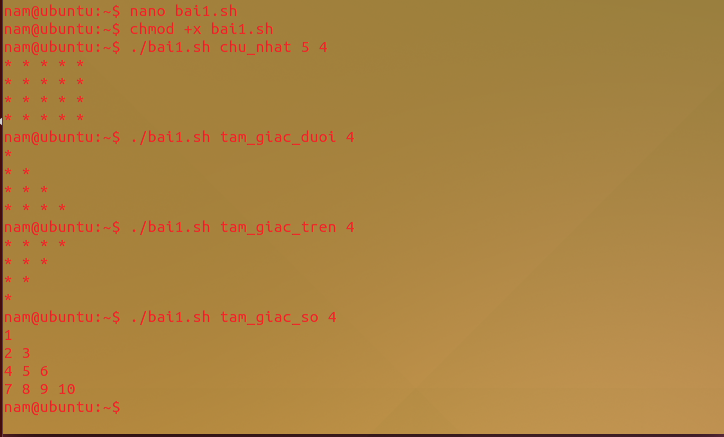 nam@ubuntu:~$ nano bai1.sh
nam@ubuntu:~$ chmod +x bai1.sh
nam@ubuntu:~$ ./bai1.sh chu_nhat 5 4
* * * * *
* * * * *
* * * * *
* * * * *
nam@ubuntu:~$ ./bai1.sh tam_giac_duoi 4
*
* *
* * *
* * * *
nam@ubuntu:~$ ./bai1.sh tam_giac_tren 4
* * * *
* * *
* *
*
nam@ubuntu:~$ ./bai1.sh tam_giac_so 4
1
2 3
4 5 6
7 8 9 10
nam@ubuntu:~$